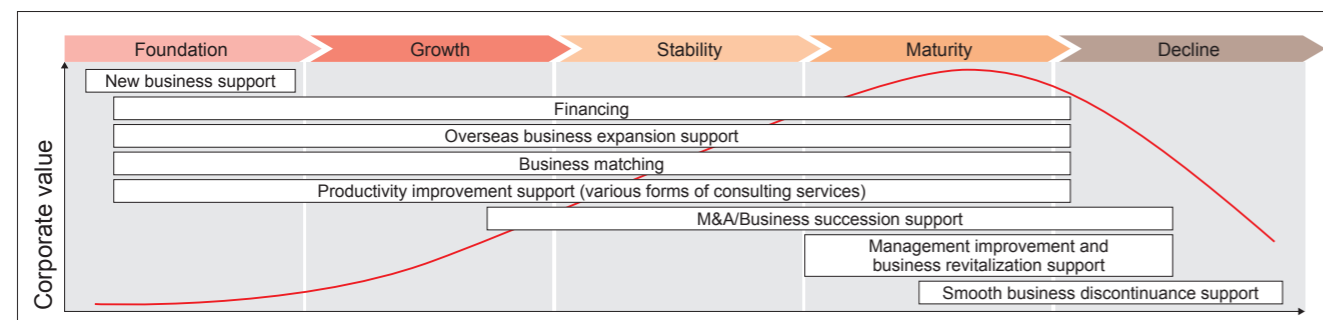 Foundation
Growth
Stability
Maturity
Decline
New business support
Financing
Overseas business expansion support
Business matching
Productivity improvement support (various forms of consulting services)
M&A/Business succession support
Management improvement and
business revitalization support
Smooth business discontinuance support
Corporate value